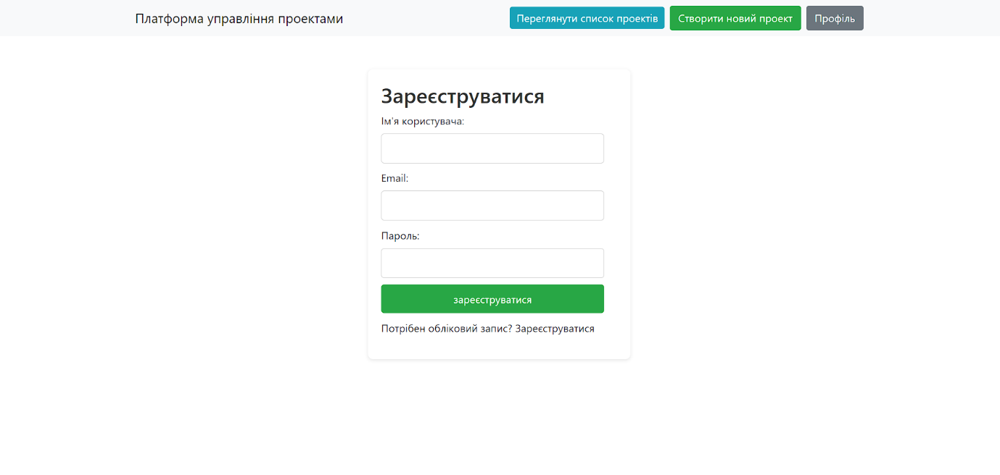 Платформа управління проектами
Переглянути список проектів
Створити новий проект
Профіль
Зареєструватися
Ім'я користувача:
Email:
Пароль:
зареєструватися
Потрібен обліковий запис? Зареєструватися